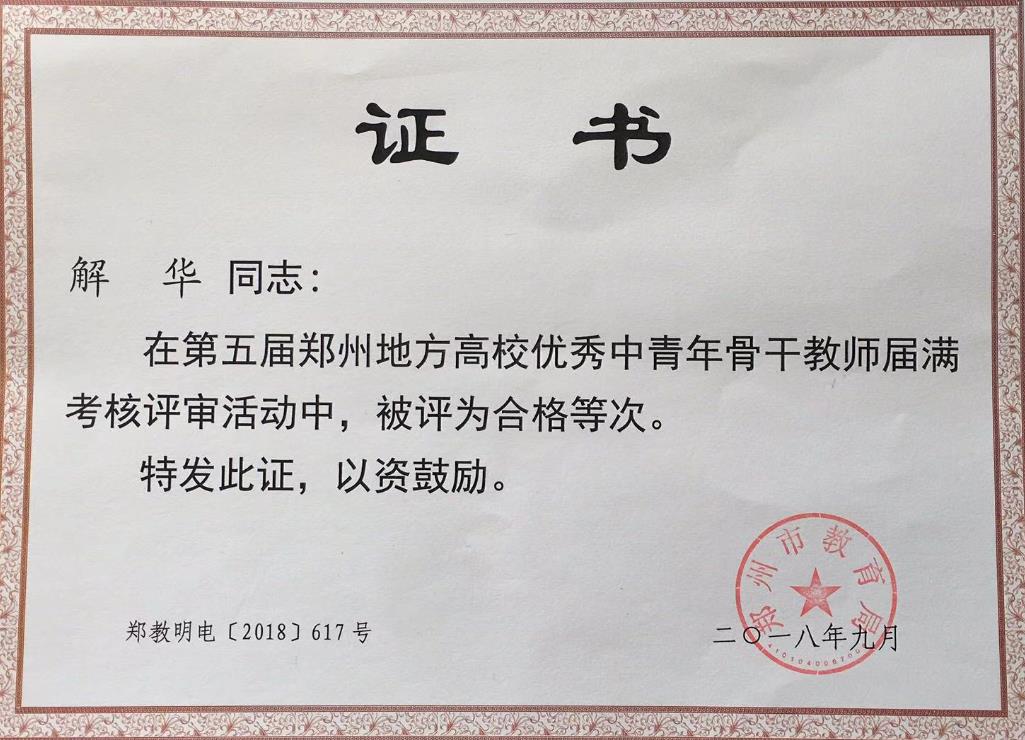 证 书
解 华 同志：
在第五届郑州地方高校优秀中青年骨干教师届满
考核评审活动中，被评为合格等次。
特发此证，以资鼓励。
郑州市教育局
郑教明电〔2018〕617号
二〇一八年九月